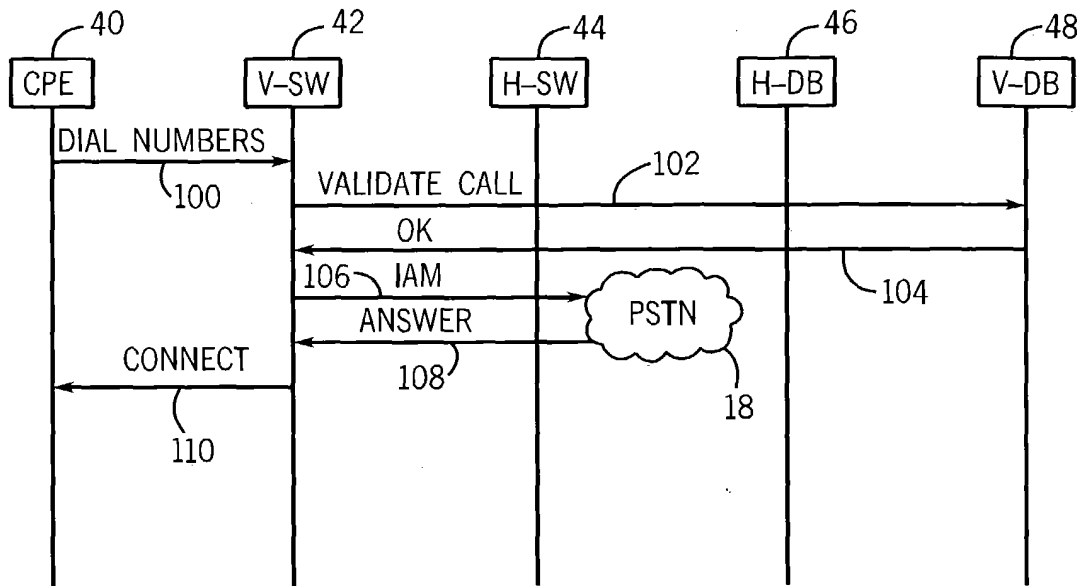 40 42 44 46 48
CPE V-SW H-SW H-DB V-DB
DIAL NUMBERS
100
VALIDATE CALL 102
OK
104
106 IAM
PSTN
ANSWER
108
18
CONNECT
110